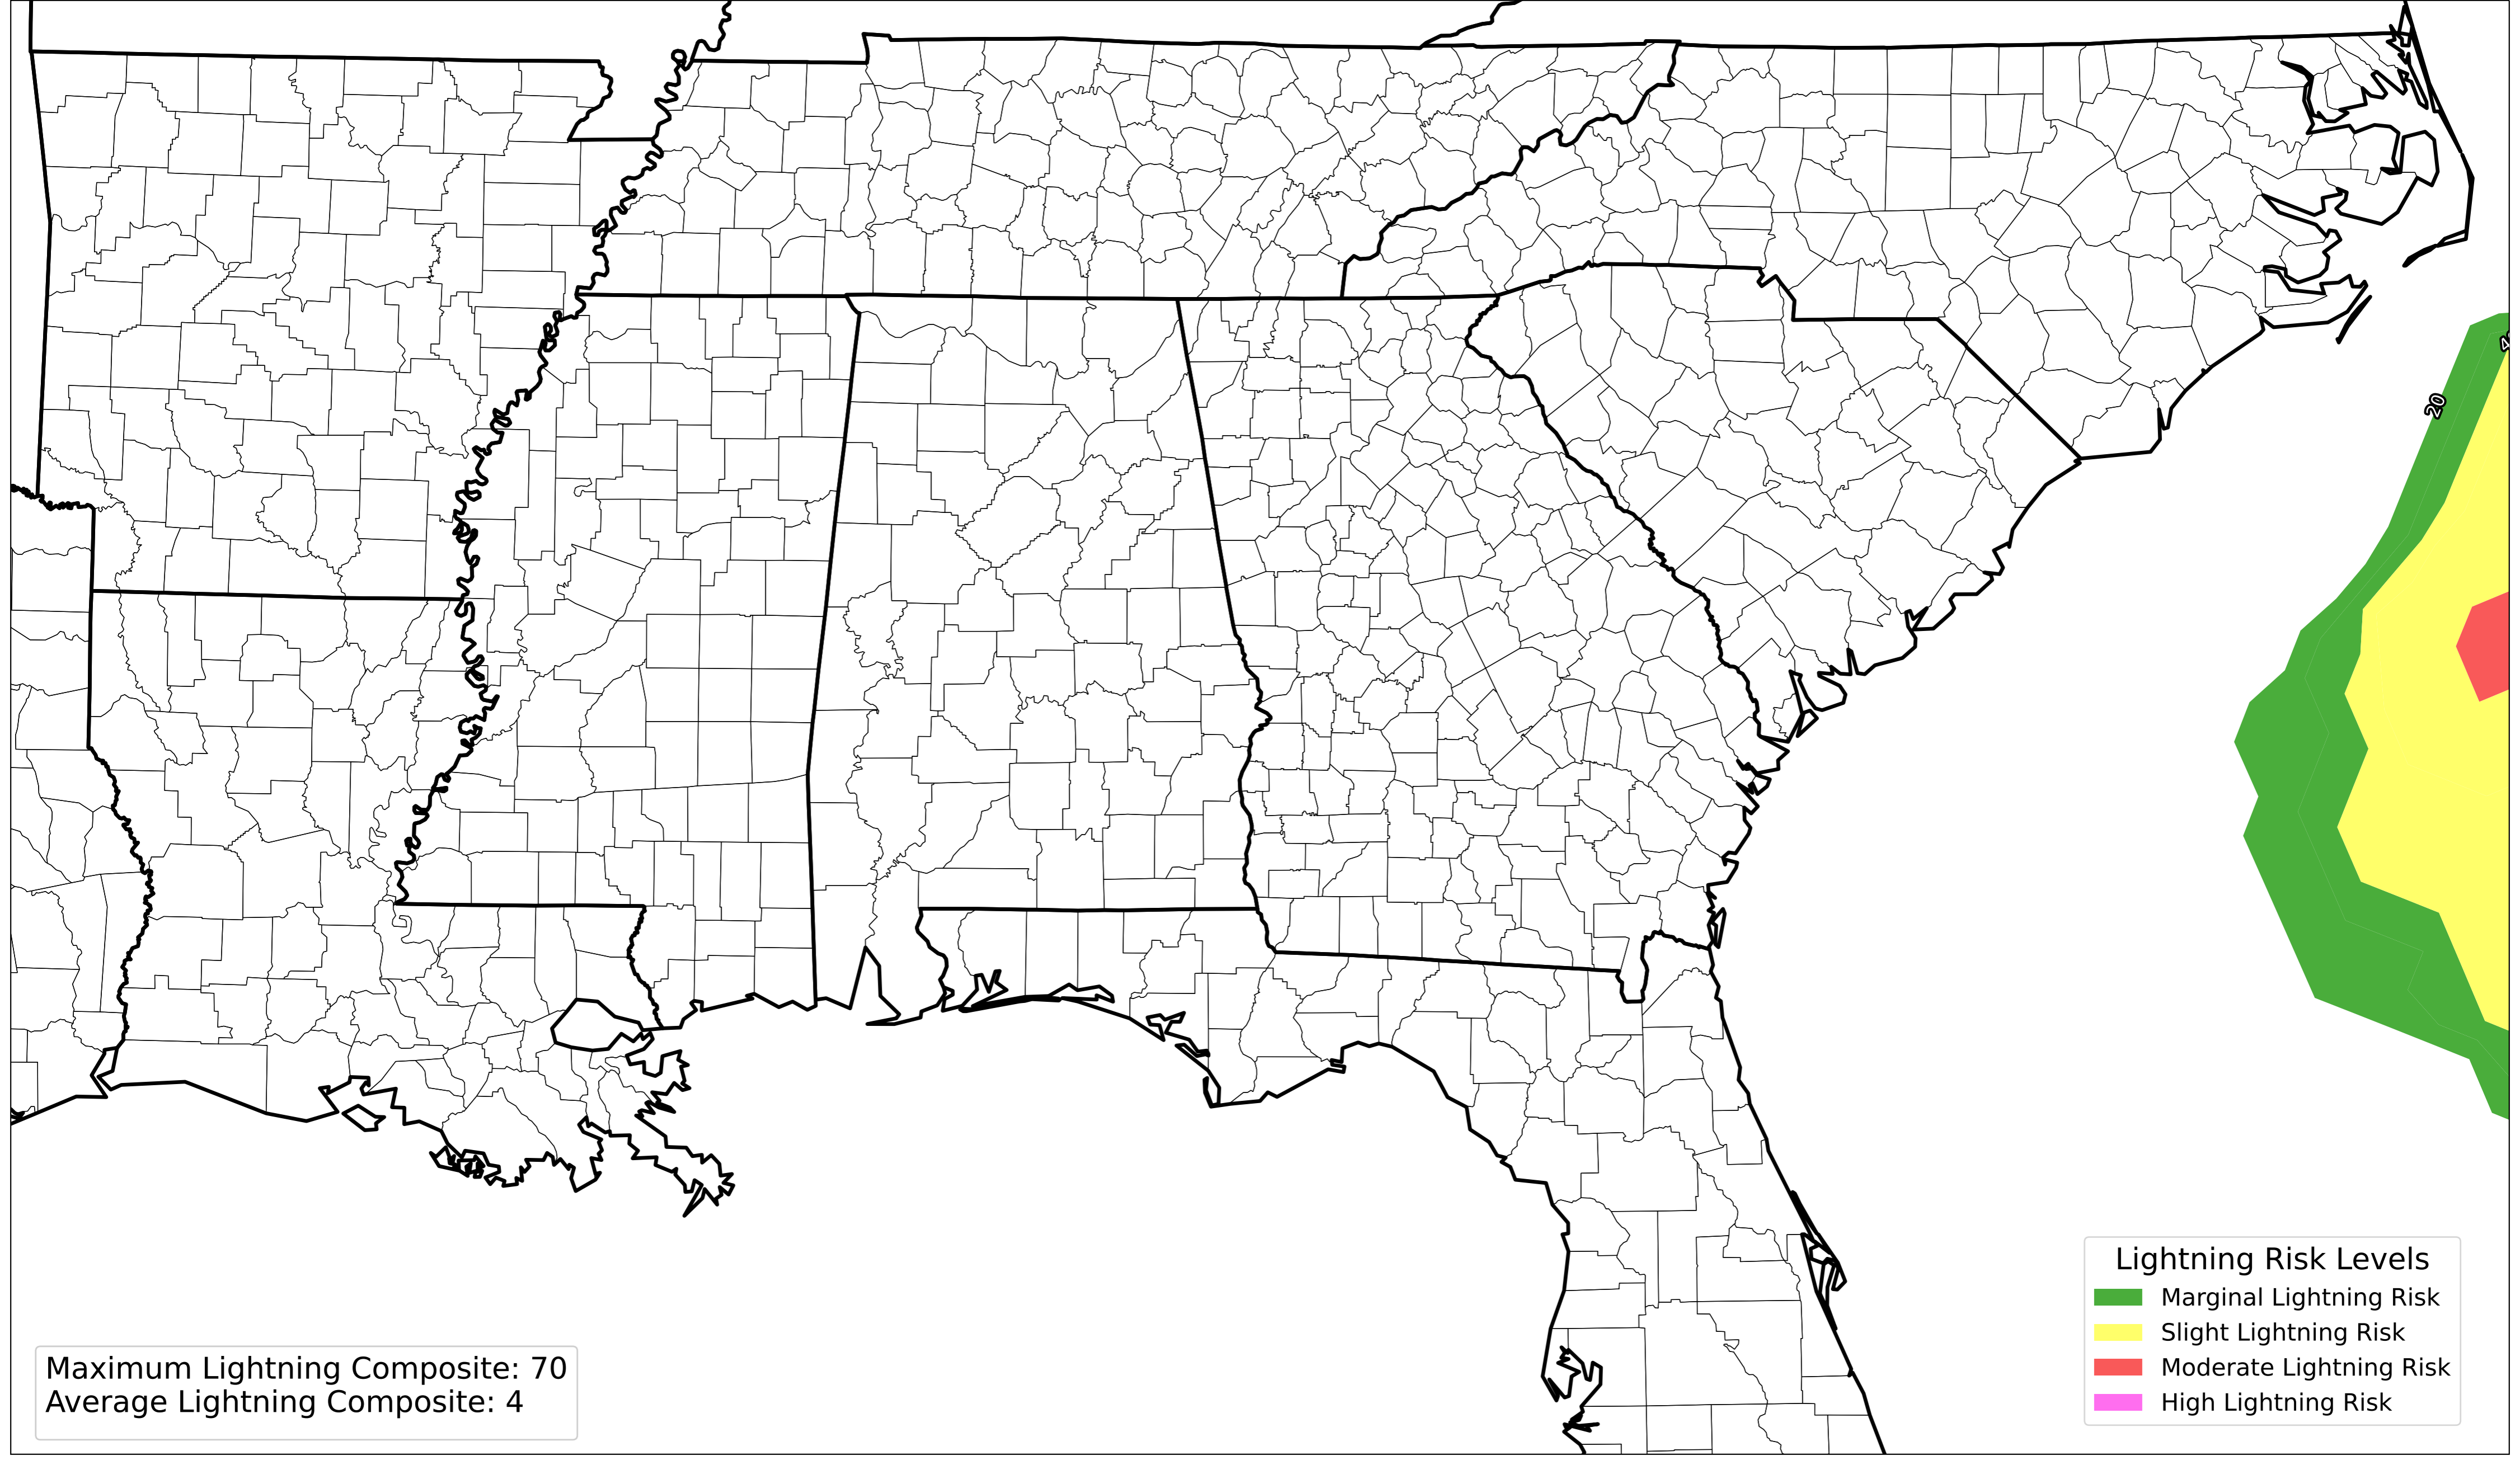 20
Lightning Risk Levels
Marginal Lightning Risk
Slight Lightning Risk
Moderate Lightning Risk
High Lightning Risk
Maximum Lightning Composite: 70
Average Lightning Composite: 4